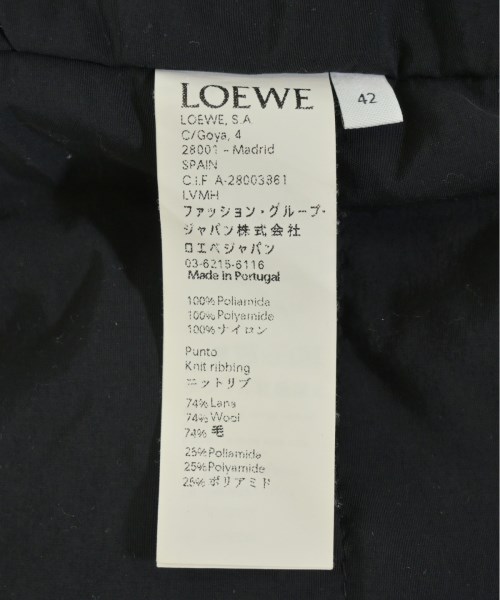 LOEWE
42
LOEWE, S.A
C/Goya, 4
28001 - Madrid
SPAIN
C.I.F A-28003861
LVMH
ファッション・グループ・
ジャパン株式会社
ロエベジャパン
03-6215-6116
Made in Portugal
100% Poliamida
100% Polyamide
100% ナイロン
Punto
Knit ribbing
ニットリブ
74% Lana
74% Wool
74% 毛
25% Poliamida
25% Polyamide
25% ポリアミド